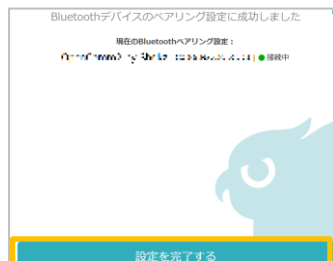 Bluetoothデバイスのペアリング設定に成功しました
現在のBluetoothペアリング設定：
接続中
設定を完了する